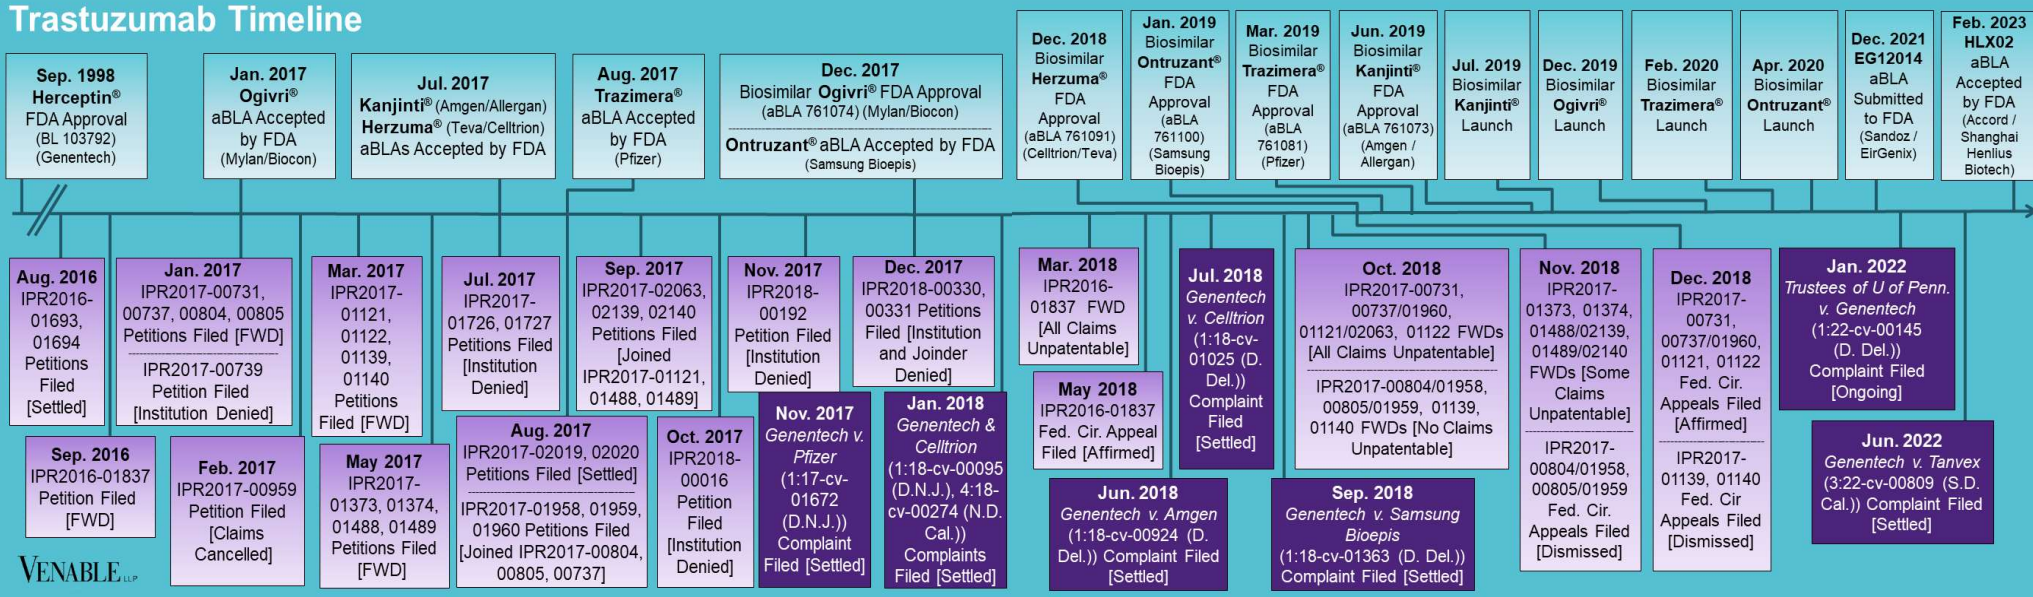 Trastuzumab Timeline
Sep. 1998
Herceptin®
FDA Approval
(BL 103792)
(Genentech)
Jan. 2017
Ogivri®
aBLA Accepted
by FDA
(Mylan/Biocon)
Jul. 2017
Kanjinti® (Amgen/Allergan)
Herzuma® (Teva/Celltrion)
aBLAs Accepted by FDA
Aug. 2017
Trazimera®
aBLA Accepted
by FDA
(Pfizer)
Dec. 2017
Biosimilar Ogivri® FDA Approval
(aBLA 761074) (Mylan/Biocon)
Ontruzant® aBLA Accepted by FDA
(Samsung Bioepis)
Dec. 2018
Biosimilar
Herzuma®
FDA
Approval
(aBLA 761091)
(Celltrion/Teva)
Jan. 2019
Biosimilar
Ontruzant®
FDA
Approval
(aBLA
761100)
(Samsung
Bioepis)
Mar. 2019
Biosimilar
Trazimera®
FDA
Approval
(aBLA
761081)
(Pfizer)
Jun. 2019
Biosimilar
Kanjinti®
FDA
Approval
(aBLA 761073)
(Amgen /
Allergan)
Jul. 2019
Biosimilar
Kanjinti®
Launch
Dec. 2019
Biosimilar
Ogivri®
Launch
Feb. 2020
Biosimilar
Trazimera®
Launch
Apr. 2020
Biosimilar
Ontruzant®
Launch
Dec. 2021
EG12014
aBLA
Submitted
to FDA
(Sandoz /
EirGenix)
Feb. 2023
HLX02
aBLA
Accepted
by FDA
(Accord /
Shanghai
Henlius
Biotech)
Aug. 2016
IPR2016-
01693,
01694
Petitions
Filed
[Settled]
Sep. 2016
IPR2016-01837
Petition Filed
[FWD]
Jan. 2017
IPR2017-00731,
00737, 00804, 00805
Petitions Filed [FWD]
IPR2017-00739
Petition Filed
[Institution Denied]
Feb. 2017
IPR2017-00959
Petition Filed
[Claims
Cancelled]
Mar. 2017
IPR2017-
01121,
01122,
01139,
01140
Petitions
Filed [FWD]
May 2017
IPR2017-
01373, 01374,
01488, 01489
Petitions Filed
[FWD]
Jul. 2017
IPR2017-
01726, 01727
Petitions Filed
[Institution
Denied]
Aug. 2017
IPR2017-02019, 02020
Petitions Filed [Settled]
IPR2017-01958, 01959,
01960 Petitions Filed
[Joined IPR2017-00804,
00805, 00737]
Sep. 2017
IPR2017-02063,
02139, 02140
Petitions Filed
[Joined
IPR2017-01121,
01488, 01489]
Oct. 2017
IPR2018-
00016
Petition
Filed
[Institution
Denied]
Nov. 2017
IPR2018-
00192
Petition Filed
[Institution
Denied]
Nov. 2017
Genentech v.
Pfizer
(1:17-cv-
01672
(D.N.J.))
Complaint
Filed [Settled]
Dec. 2017
IPR2018-00330,
00331 Petitions
Filed [Institution
and Joinder
Denied]
Jan. 2018
Genentech &
Celltrion
(1:18-cv-00095
(D.N.J.), 4:18-
cv-00274 (N.D.
Cal.))
Complaints
Filed [Settled]
Mar. 2018
IPR2016-
01837 FWD
[All Claims
Unpatentable]
May 2018
IPR2016-01837
Fed. Cir. Appeal
Filed [Affirmed]
Jun. 2018
Genentech v. Amgen
(1:18-cv-00924 (D.
Del.)) Complaint Filed
[Settled]
Jul. 2018
Genentech
v. Celltrion
(1:18-cv-
01025 (D.
Del.))
Complaint
Filed
[Settled]
Sep. 2018
Genentech v. Samsung
Bioepis
(1:18-cv-01363 (D. Del.))
Complaint Filed [Settled]
Oct. 2018
IPR2017-00731,
00737/01960,
01121/02063, 01122 FWDs
[All Claims Unpatentable]
IPR2017-00804/01958,
00805/01959, 01139,
01140 FWDs [No Claims
Unpatentable]
Nov. 2018
IPR2017-
01373, 01374,
01488/02139,
01489/02140
FWDs [Some
Claims
Unpatentable]
IPR2017-
00804/01958,
00805/01959
Fed. Cir.
Appeals Filed
[Dismissed]
Dec. 2018
IPR2017-
00731,
00737/01960,
01121, 01122
Fed. Cir.
Appeals Filed
[Affirmed]
IPR2017-
01139, 01140
Fed. Cir
Appeals Filed
[Dismissed]
Jan. 2022
Trustees of U of Penn.
v. Genentech
(1:22-cv-00145
(D. Del.))
Complaint Filed
[Ongoing]
Jun. 2022
Genentech v. Tanvex
(3:22-cv-00809 (S.D.
Cal.)) Complaint Filed
[Settled]
VENABLE LLP